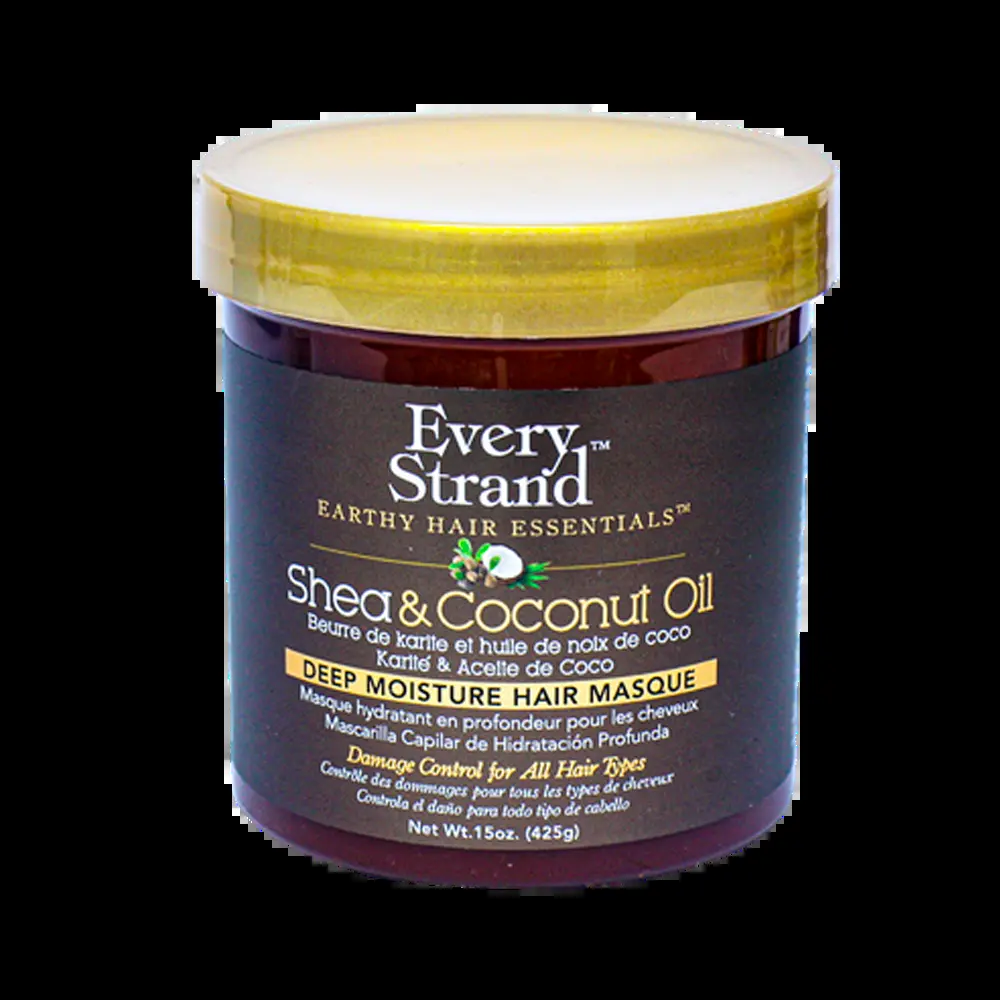 Every™
Strand
EARTHY HAIR ESSENTIALS™
Shea & Coconut Oil
Beurre de karite et huile de noix de coco
Karité & Aceite de Coco
DEEP MOISTURE HAIR MASQUE
Masque hydratant en profondeur pour les cheveux
Mascarilla Capilar de Hidratación Profunda
Damage Control for All Hair Types
Contrôle des dommages pour tous les types de cheveux
Controla el daño para todo tipo de cabello
Net Wt.15oz. (425g)